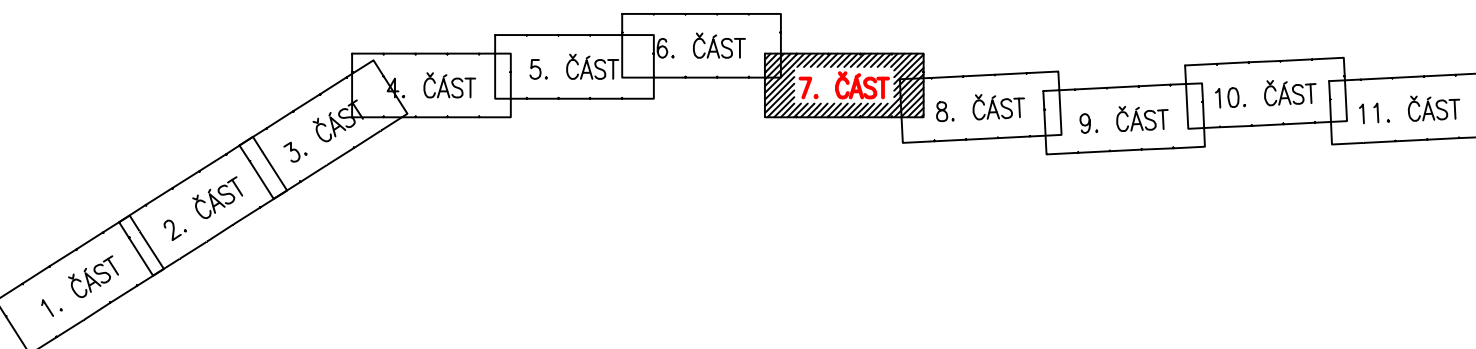 1. ČÁST
2. ČÁST
3. ČÁST
4. ČÁST
5. ČÁST
6. ČÁST
7. ČÁST
8. ČÁST
9. ČÁST
10. ČÁST
11. ČÁST